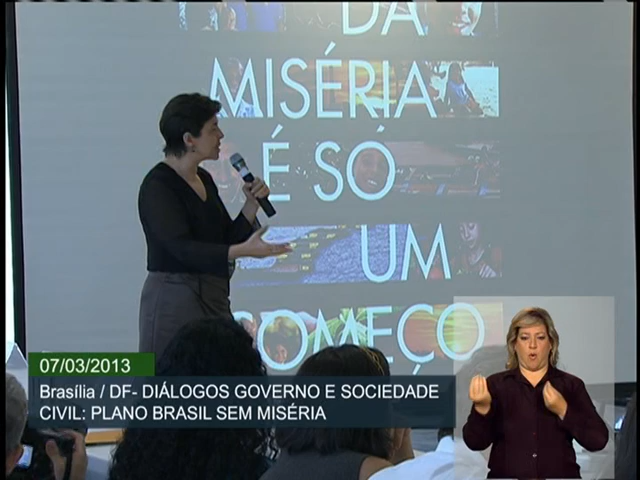 DA
MISÉRIA
É SÓ
UM
COMEÇO
07/03/2013
Brasília / DF- DIÁLOGOS GOVERNO E SOCIEDADE
CIVIL: PLANO BRASIL SEM MISÉRIA